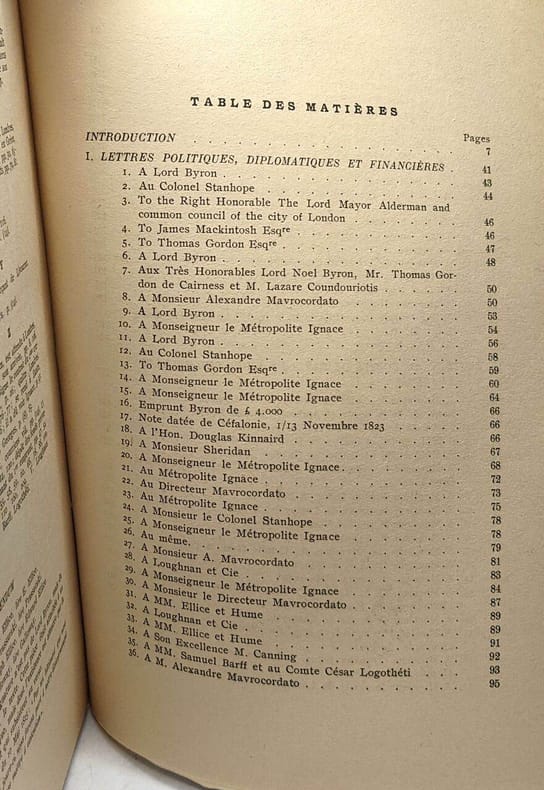 TABLE DES MATIÈRES
Pages
INTRODUCTION . . . 7
I. LETTRES POLITIQUES, DIPLOMATIQUES ET FINANCIÈRES . 41
1. A Lord Byron . . . 43
2. Au Colonel Stanhope . . . 44
3. To the Right Honorable The Lord Mayor Alderman and
common council of the city of London . . . 46
4. To James Mackintosh Esqre . . . 46
5. To Thomas Gordon Esqre . . . 47
6. A Lord Byron . . . 48
7. Aux Très Honorables Lord Noel Byron, Mr. Thomas Gor-
don de Cairness et M. Lazare Coundouriotis . . . 50
8. A Monsieur Alexandre Mavrocordato . . . 50
9. A Lord Byron . . . 53
10. A Monseigneur le Métropolite Ignace . . . 54
11. A Lord Byron . . . 56
12. Au Colonel Stanhope . . . 58
13. To Thomas Gordon Esqre . . . 59
14. A Monseigneur le Métropolite Ignace . . . 60
15. A Monseigneur le Métropolite Ignace . . . 64
16. Emprunt Byron de £ 4.000 . . . 66
17. Note datée de Céfalonie, 1/13 Novembre 1823 . . . 66
18. A l'Hon. Douglas Kinnaird . . . 66
19. A Monsieur Sheridan . . . 67
20. A Monseigneur le Métropolite Ignace . . . 68
21. Au Métropolite Ignace . . . 72
22. Au Directeur Mavrocordato . . . 73
23. Au Métropolite Ignace . . . 75
24. A Monsieur le Colonel Stanhope . . . 78
25. A Monseigneur le Métropolite Ignace . . . 78
26. Au même. . . . 79
27. A Monsieur A. Mavrocordato . . . 81
28. A Loughnan et Cie . . . 83
29. A Monseigneur le Métropolite Ignace . . . 84
30. A Monsieur le Directeur Mavrocordato . . . 87
31. A MM. Ellice et Hume . . . 89
32. A Loughnan et Cie . . . 89
33. A MM. Ellice et Hume . . . 91
34. A Son Excellence M. Canning . . . 92
35. A MM. Samuel Barff et au Comte César Logothéti . . . 93
36. A M. Alexandre Mavrocordato . . . 95